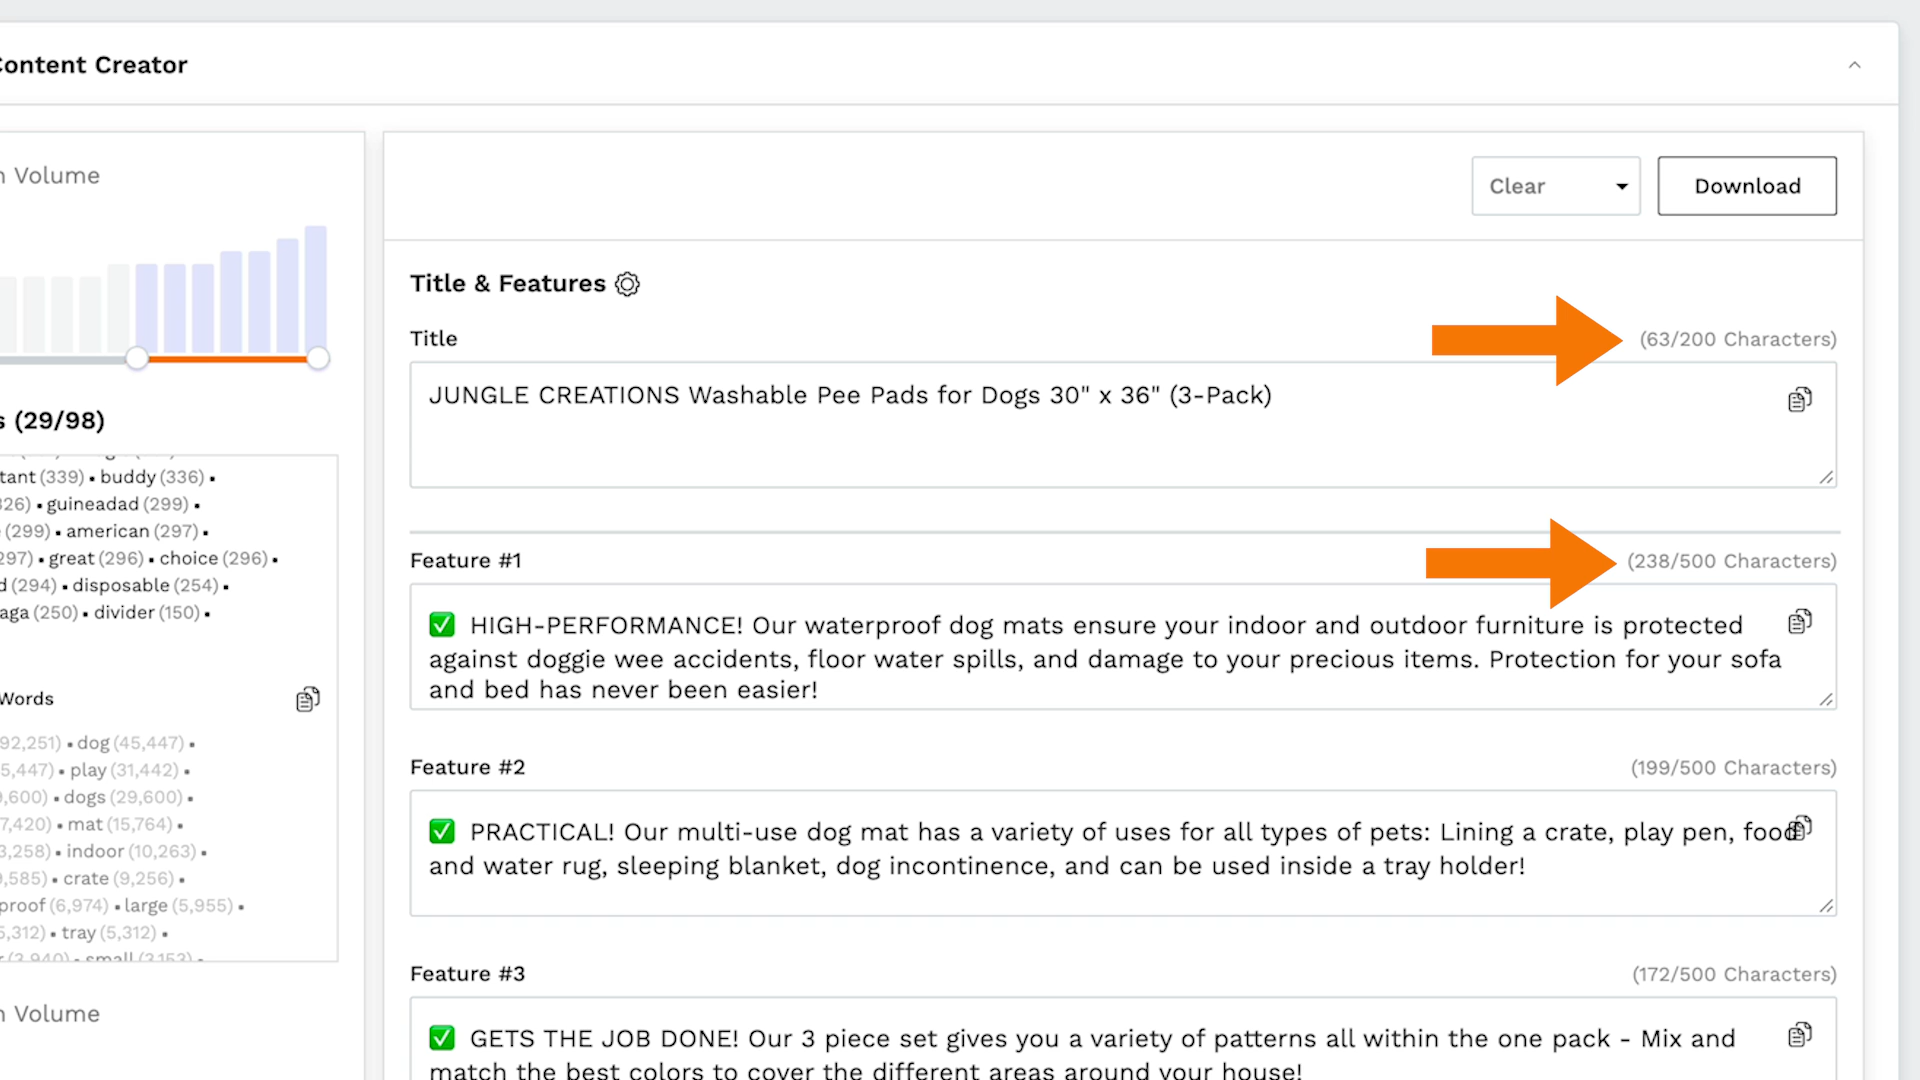 Content Creator
Volume
Clear
Download
Title & Features
Title
(63/200 Characters)
JUNGLE CREATIONS Washable Pee Pads for Dogs 30" x 36" (3-Pack)
(29/98)
tant (339) • buddy (336) •
326) • guineadad (299) •
(299) • american (297) •
297) • great (296) • choice (296) •
d (294) • disposable (254) •
aga (250) • divider (150) •
Words
92,251) • dog (45,447) •
5,447) • play (31,442) •
,600) • dogs (29,600) •
7,420) • mat (15,764) •
3,258) • indoor (10,263) •
,585) • crate (9,256) •
proof (6,974) • large (5,955) •
5,312) • tray (5,312) •
(3,940) • small (3,153) •
Volume
Feature #1
(238/500 Characters)
✅ HIGH-PERFORMANCE! Our waterproof dog mats ensure your indoor and outdoor furniture is protected
against doggie wee accidents, floor water spills, and damage to your precious items. Protection for your sofa
and bed has never been easier!
Feature #2
(199/500 Characters)
✅ PRACTICAL! Our multi-use dog mat has a variety of uses for all types of pets: Lining a crate, play pen, food
and water rug, sleeping blanket, dog incontinence, and can be used inside a tray holder!
Feature #3
(172/500 Characters)
✅ GETS THE JOB DONE! Our 3 piece set gives you a variety of patterns all within the one pack - Mix and
match the best colors to cover the different areas around your house!